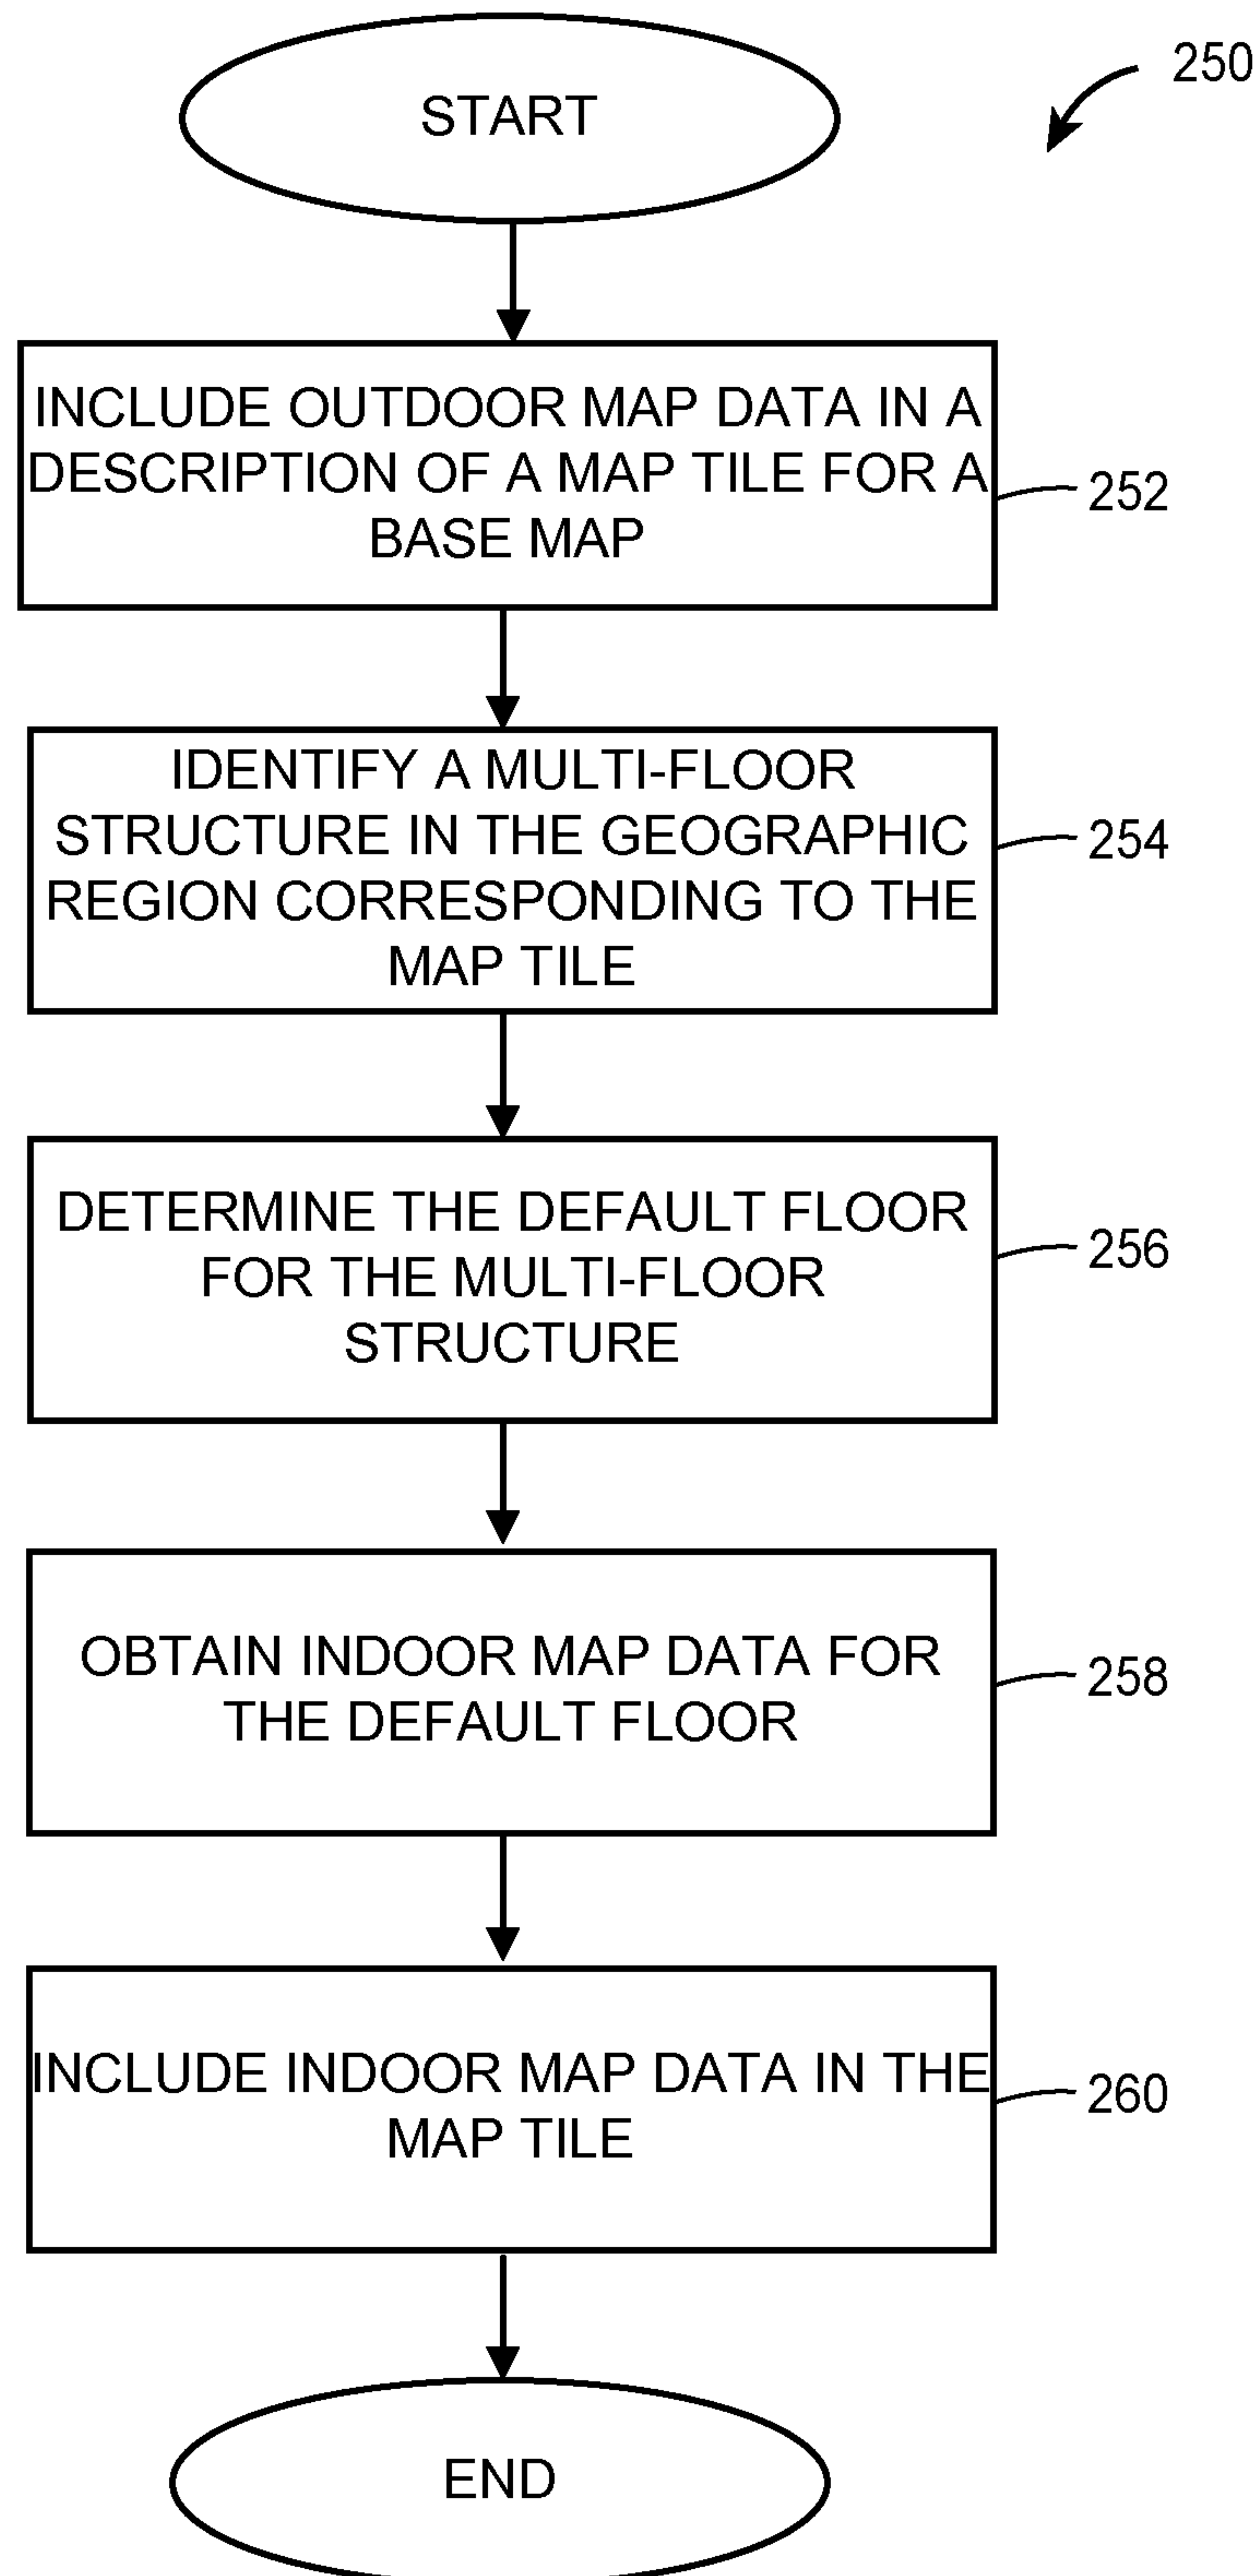 250
START
INCLUDE OUTDOOR MAP DATA IN A
DESCRIPTION OF A MAP TILE FOR A
BASE MAP
252
IDENTIFY A MULTI-FLOOR
STRUCTURE IN THE GEOGRAPHIC
REGION CORRESPONDING TO THE
MAP TILE
254
DETERMINE THE DEFAULT FLOOR
FOR THE MULTI-FLOOR
STRUCTURE
256
OBTAIN INDOOR MAP DATA FOR
THE DEFAULT FLOOR
258
INCLUDE INDOOR MAP DATA IN THE
MAP TILE
260
END